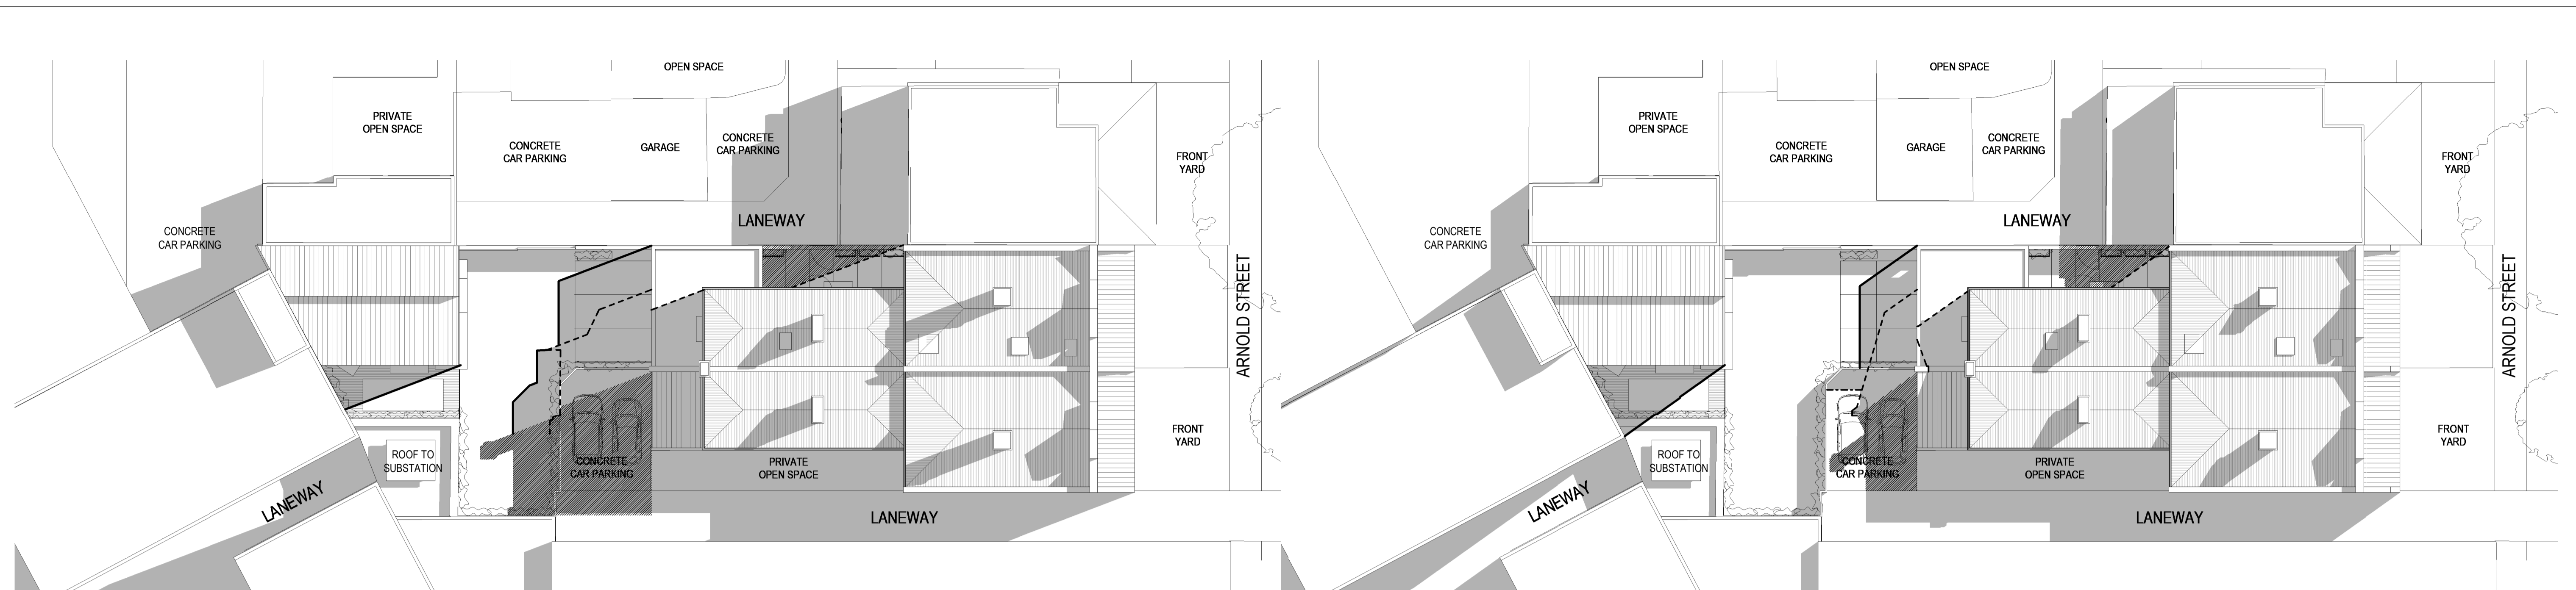 OPEN SPACE
PRIVATE
OPEN SPACE
CONCRETE
CAR PARKING
GARAGE
CONCRETE
CAR PARKING
FRONT
YARD
LANEWAY
CONCRETE
CAR PARKING
ARNOLD STREET
FRONT
YARD
ROOF TO
SUBSTATION
CONCRETE
CAR PARKING
PRIVATE
OPEN SPACE
LANEWAY
LANEWAY
OPEN SPACE
PRIVATE
OPEN SPACE
CONCRETE
CAR PARKING
GARAGE
CONCRETE
CAR PARKING
FRONT
YARD
LANEWAY
CONCRETE
CAR PARKING
ARNOLD STREET
FRONT
YARD
ROOF TO
SUBSTATION
CONCRETE
CAR PARKING
PRIVATE
OPEN SPACE
LANEWAY
LANEWAY